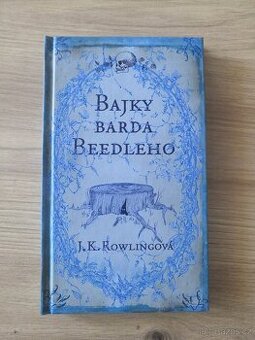 Bajky
barda
Beedleho
J. K. Rowlingová